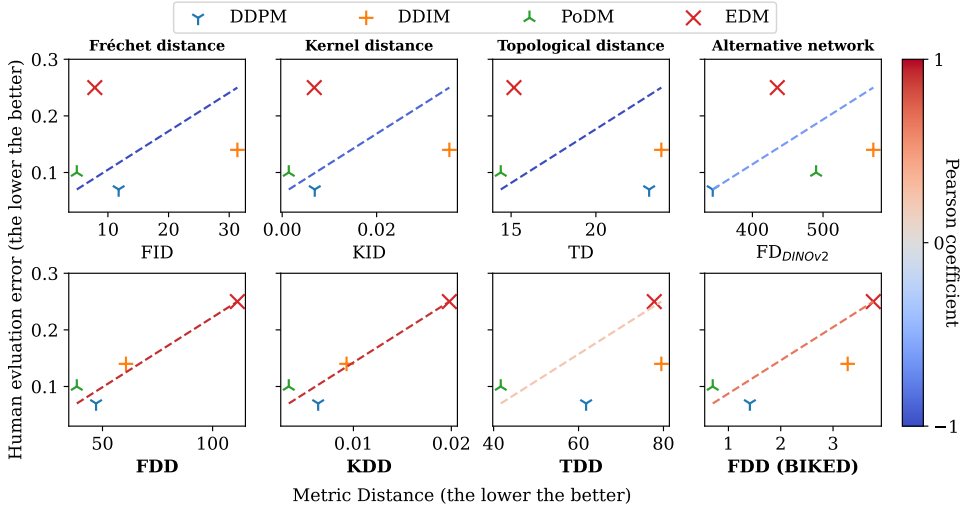 DDPM DDIM PoDM EDM
Fréchet distance Kernel distance Topological distance Alternative network
Human evluation error (the lower the better)
0.3
0.2
0.1
10 20 30
FID
0.00 0.02
KID
15 20
TD
400 500
FD_DINOv2
0.3
0.2
0.1
50 100
FDD
0.01 0.02
KDD
40 60 80
TDD
1 2 3
FDD (BIKED)
Metric Distance (the lower the better)
1
0
−1
Pearson coefficient